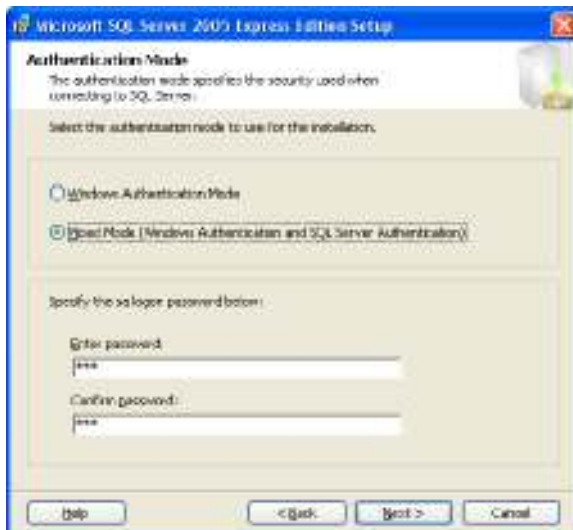 Microsoft SQL Server 2005 Express Edition Setup
Authentication Mode
The authentication mode specifies the security used when
connecting to SQL Server.
Select the authentication mode to use for the installation.
Windows Authentication Mode
Mixed Mode (Windows Authentication and SQL Server Authentication)
Specify the sa logon password below:
Enter password:
***
Confirm password:
***
Help
< Back
Next >
Cancel